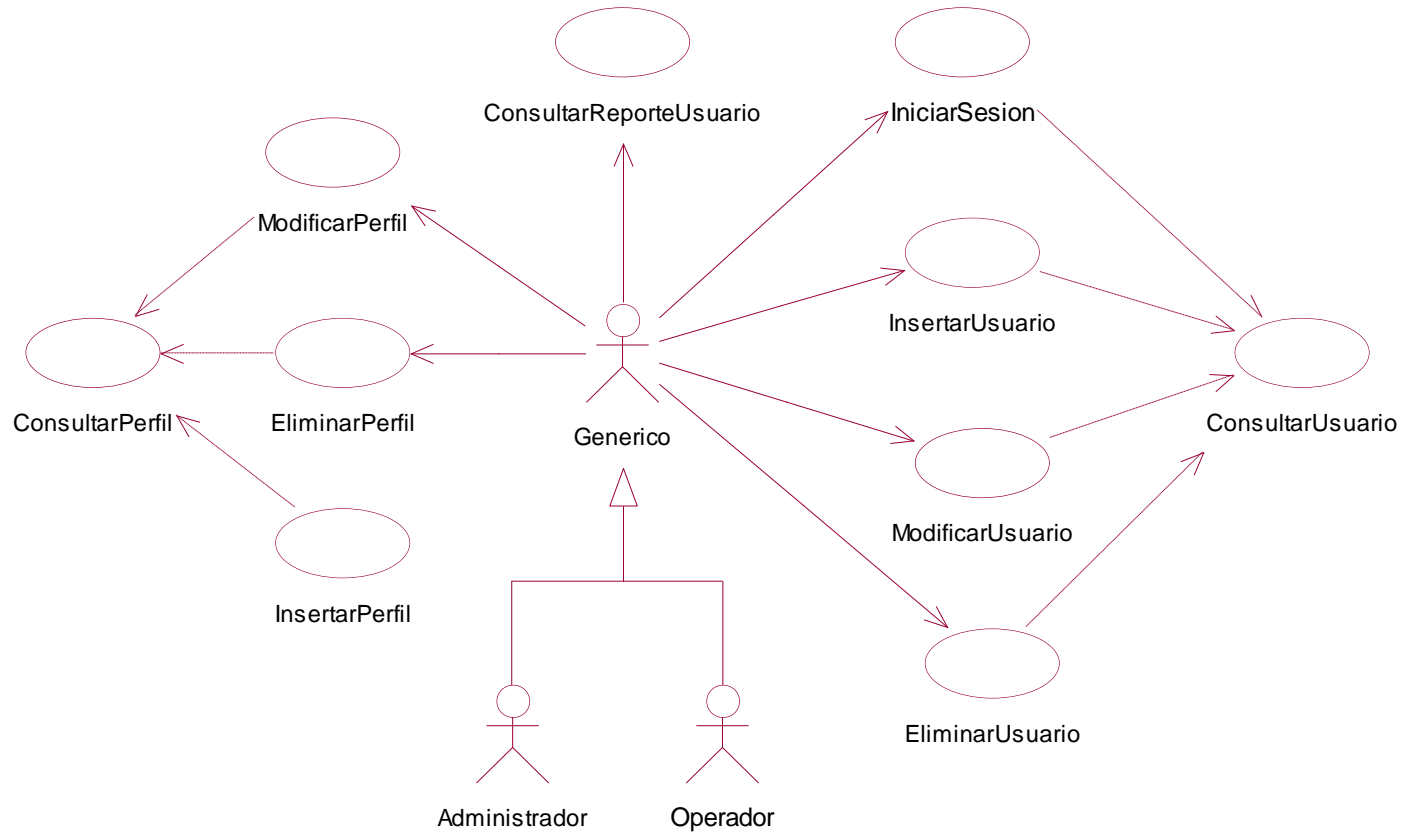 ConsultarReporteUsuario
IniciarSesion
ModificarPerfil
InsertarUsuario
ConsultarPerfil
EliminarPerfil
Generico
ConsultarUsuario
ModificarUsuario
InsertarPerfil
EliminarUsuario
Administrador
Operador